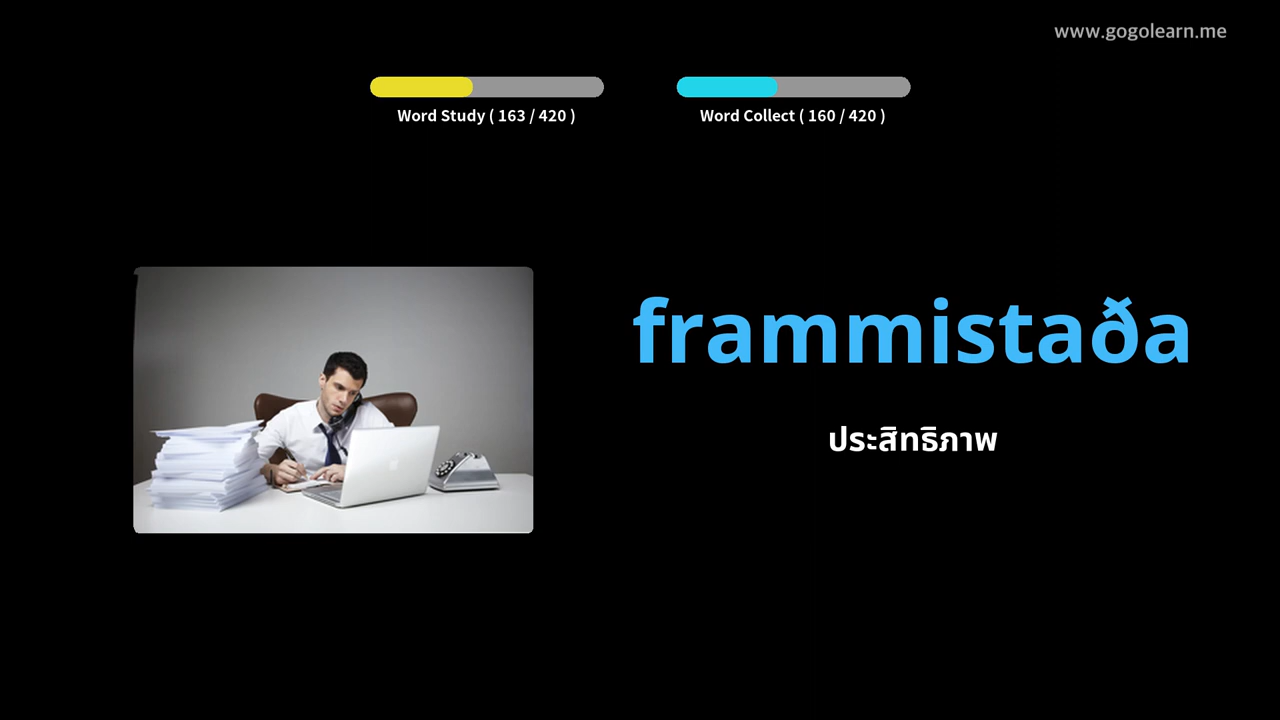 www.gogolearn.me
Word Study ( 163 / 420 )
Word Collect ( 160 / 420 )
frammistaða
ประสิทธิภาพ